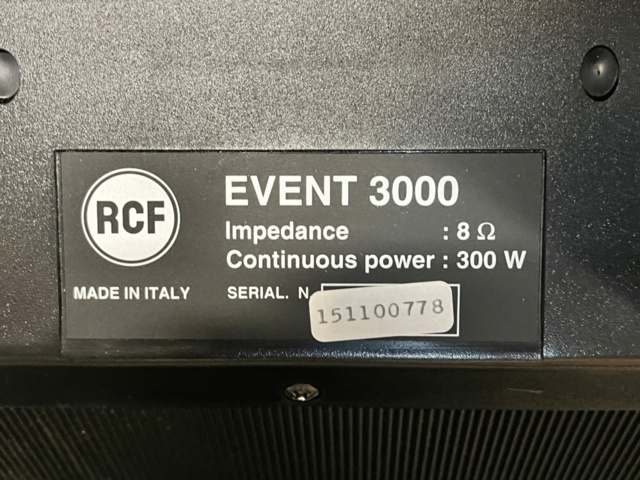 RCF
EVENT 3000
Impedance : 8 Ω
Continuous power : 300 W
MADE IN ITALY
SERIAL. N
151100778